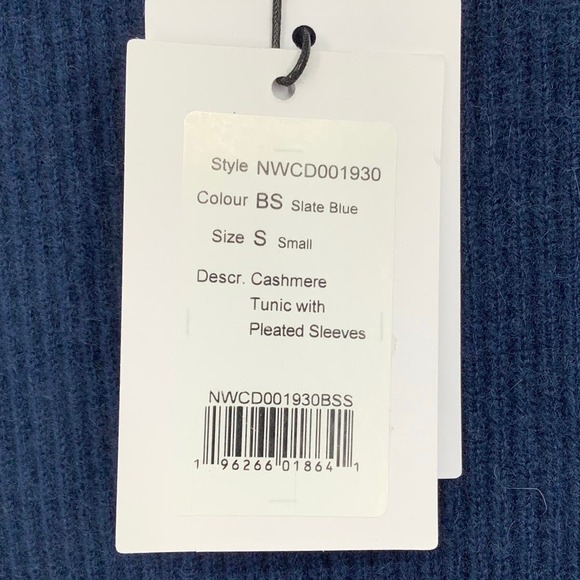 Style NWCD001930
Colour BS Slate Blue
Size S Small
Descr. Cashmere
Tunic with
Pleated Sleeves
NWCD001930BSS
1 96266 01864 1